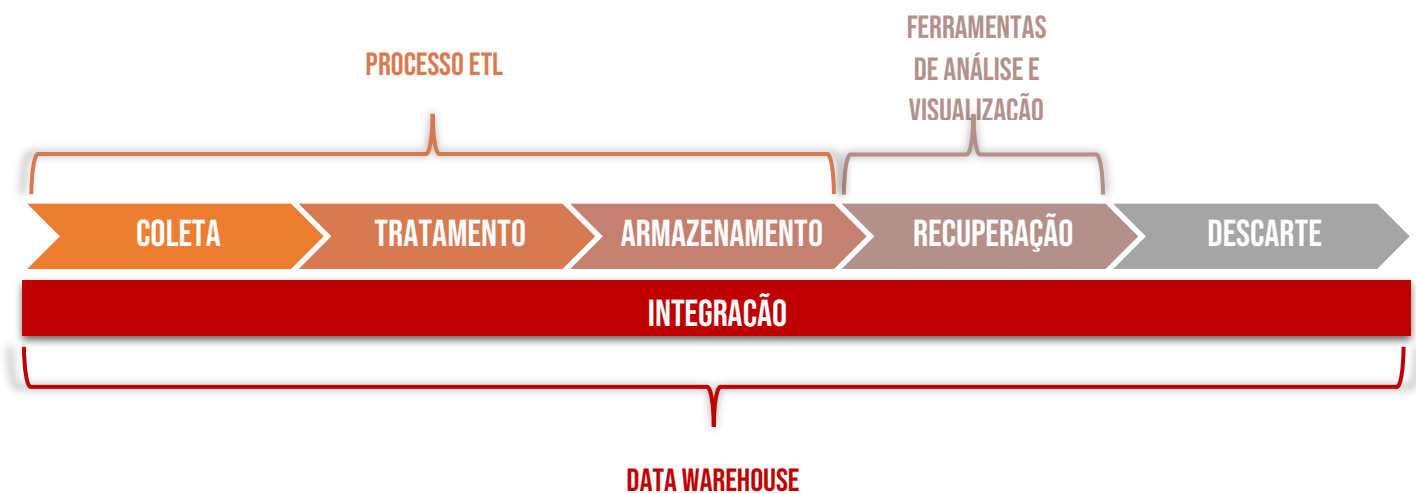 FERRAMENTAS
DE ANÁLISE E
VISUALIZAÇÃO
PROCESSO ETL
COLETA
TRATAMENTO
ARMAZENAMENTO
RECUPERAÇÃO
DESCARTE
INTEGRAÇÃO
DATA WAREHOUSE